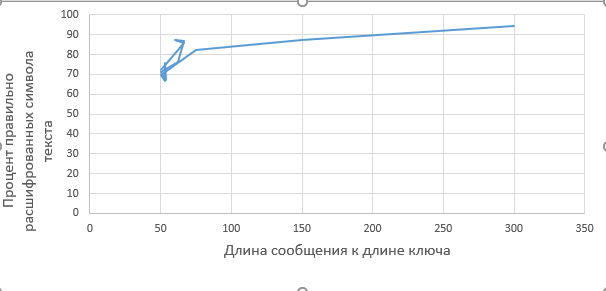 100
90
80
70
60
50
40
30
20
10
0
Процент правильно
расшифрованных символа
текста
0 50 100 150 200 250 300 350
Длина сообщения к длине ключа